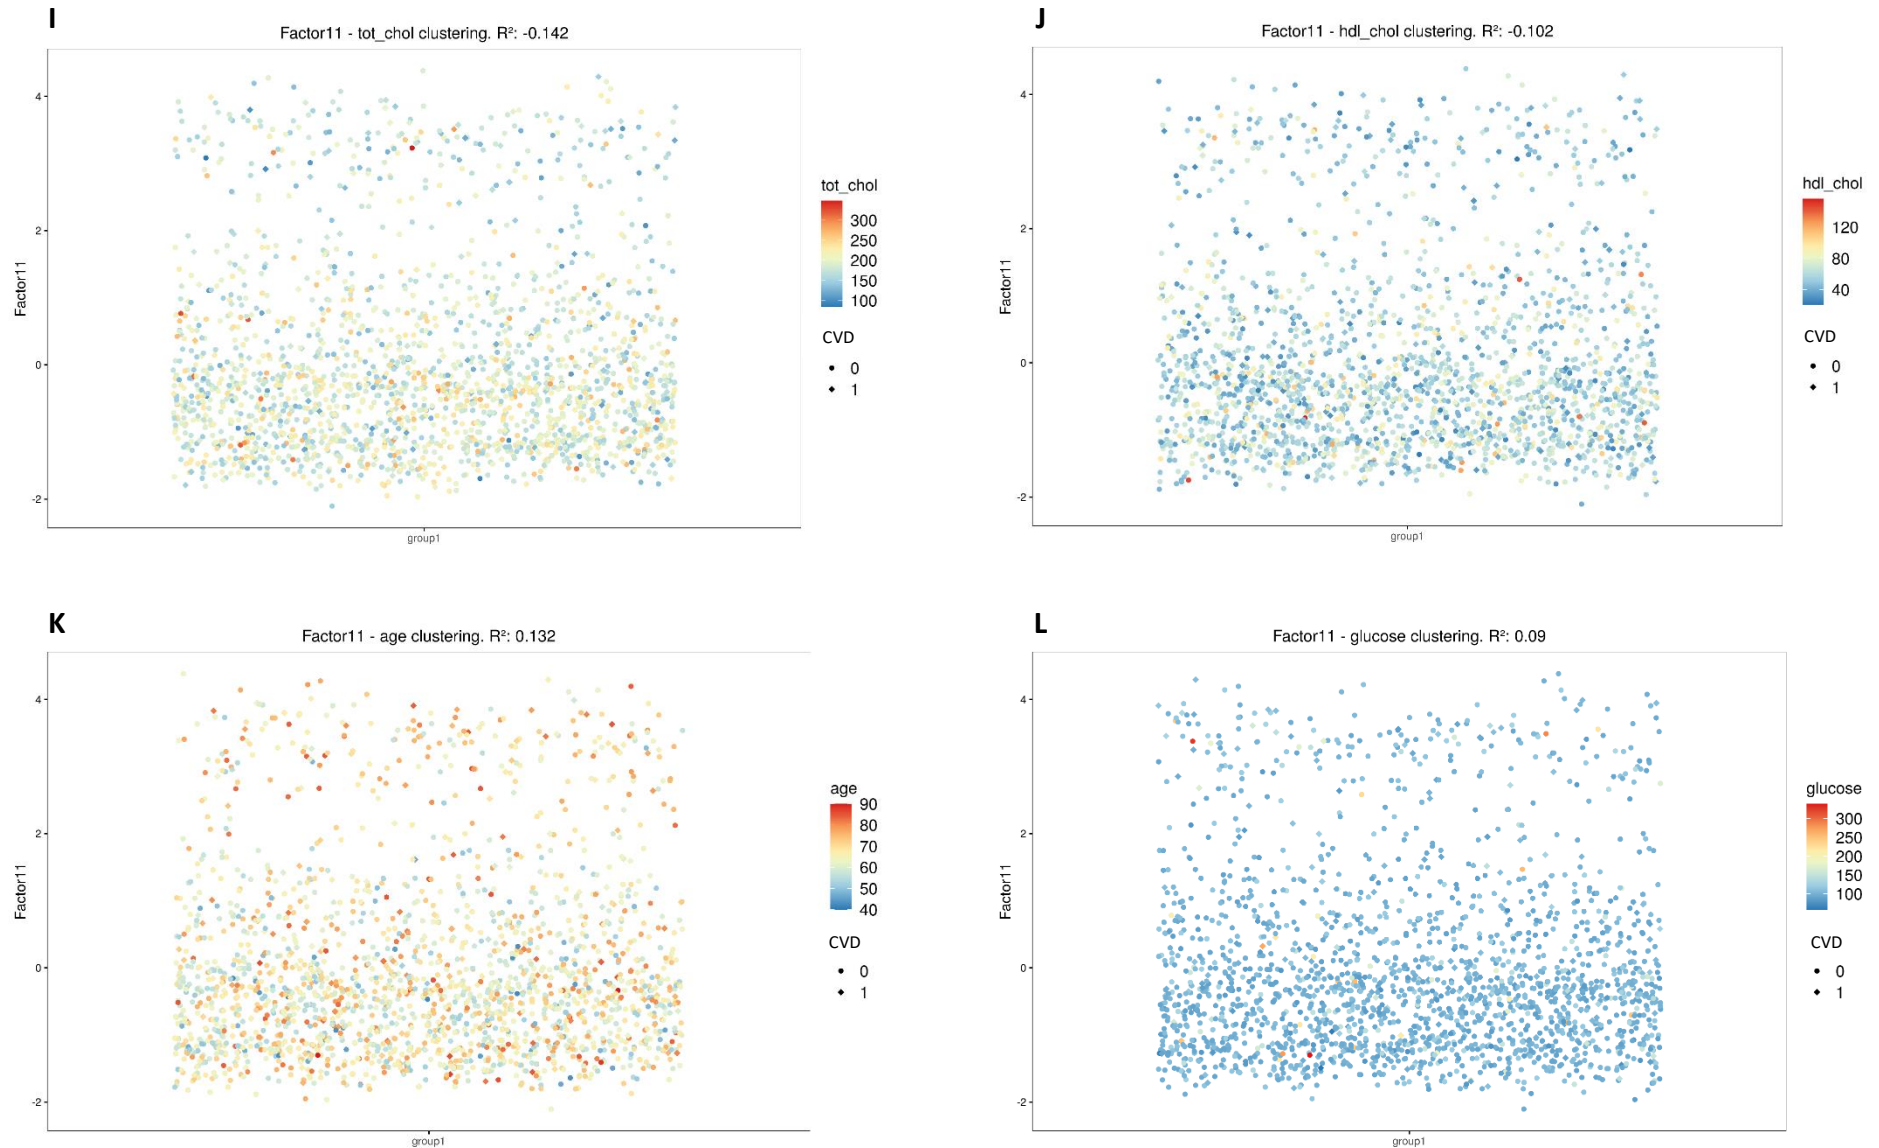 I
Factor11 - tot_chol clustering. R²: -0.142
4
2
0
-2
Factor11
group1
tot_chol
300
250
200
150
100
CVD
0
1
J
Factor11 - hdl_chol clustering. R²: -0.102
4
2
0
-2
Factor11
group1
hdl_chol
120
80
40
CVD
0
1
K
Factor11 - age clustering. R²: 0.132
4
2
0
-2
Factor11
group1
age
90
80
70
60
50
40
CVD
0
1
L
Factor11 - glucose clustering. R²: 0.09
4
2
0
-2
Factor11
group1
glucose
300
250
200
150
100
CVD
0
1